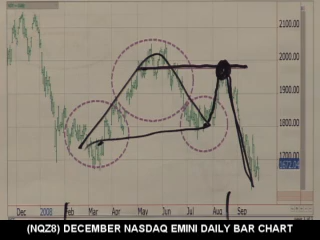 2100.00
2000.00
1900.00
1800.00
1700.00
Dec 2008 Feb Mar Apr May Jun Jul Aug Sep
(NQZ8) DECEMBER NASDAQ EMINI DAILY BAR CHART